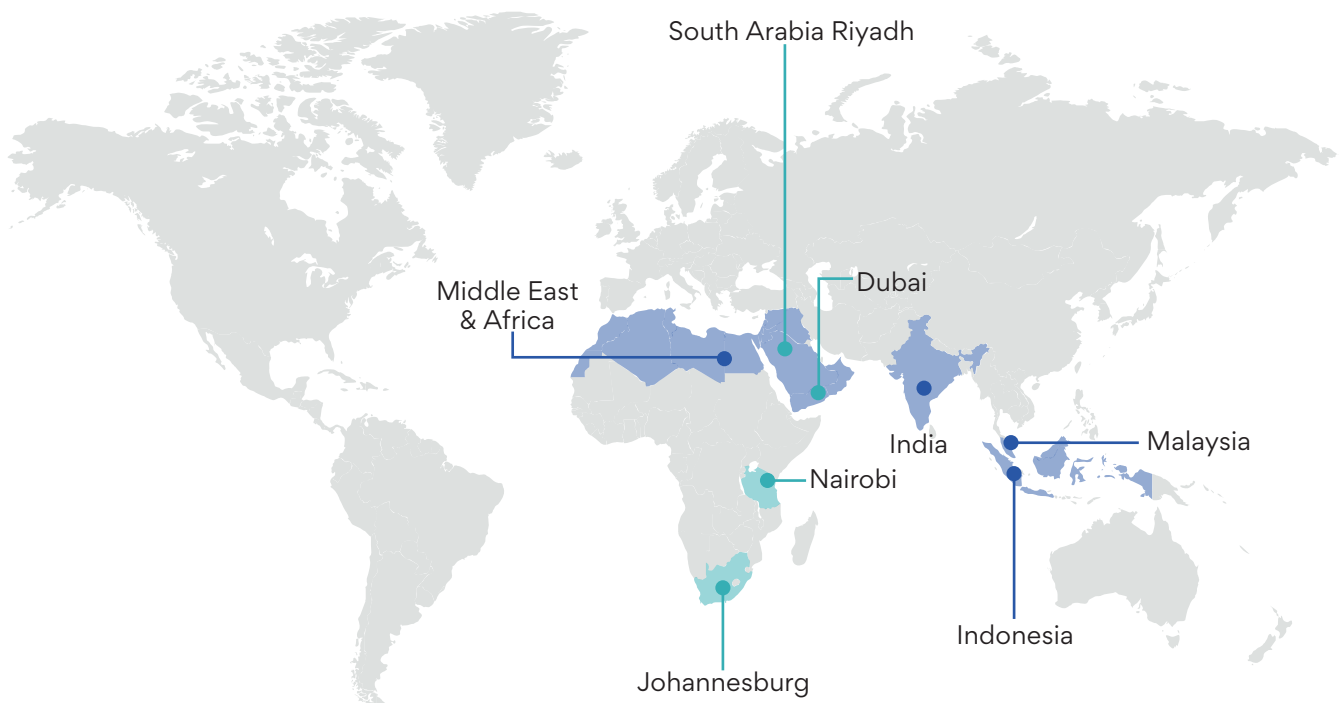 South Arabia Riyadh
Dubai
Middle East
& Africa
India
Malaysia
Nairobi
Indonesia
Johannesburg